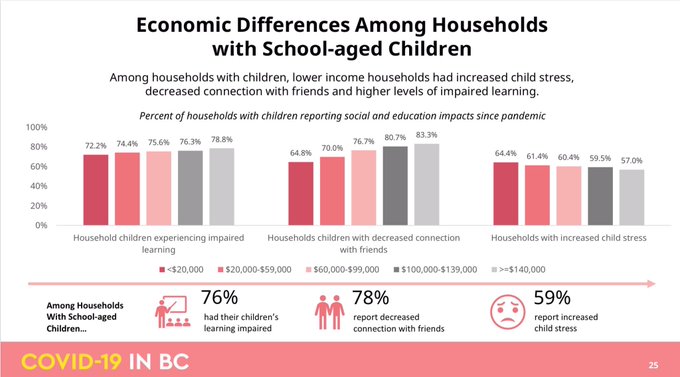 Economic Differences Among Households
with School-aged Children
Among households with children, lower income households had increased child stress,
decreased connection with friends and higher levels of impaired learning.
Percent of households with children reporting social and education impacts since pandemic
100%
80%
60%
40%
20%
0%
72.2% 74.4% 75.6% 76.3% 78.8%
64.8% 70.0% 76.7% 80.7% 83.3%
64.4% 61.4% 60.4% 59.5% 57.0%
Household children experiencing impaired
learning
Households children with decreased connection
with friends
Households with increased child stress
<$20,000 $20,000-$59,000 $60,000-$99,000 $100,000-$139,000 >=$140,000
Among Households
With School-aged
Children...
76%
had their children's
learning impaired
78%
report decreased
connection with friends
59%
report increased
child stress
COVID-19 IN BC
25